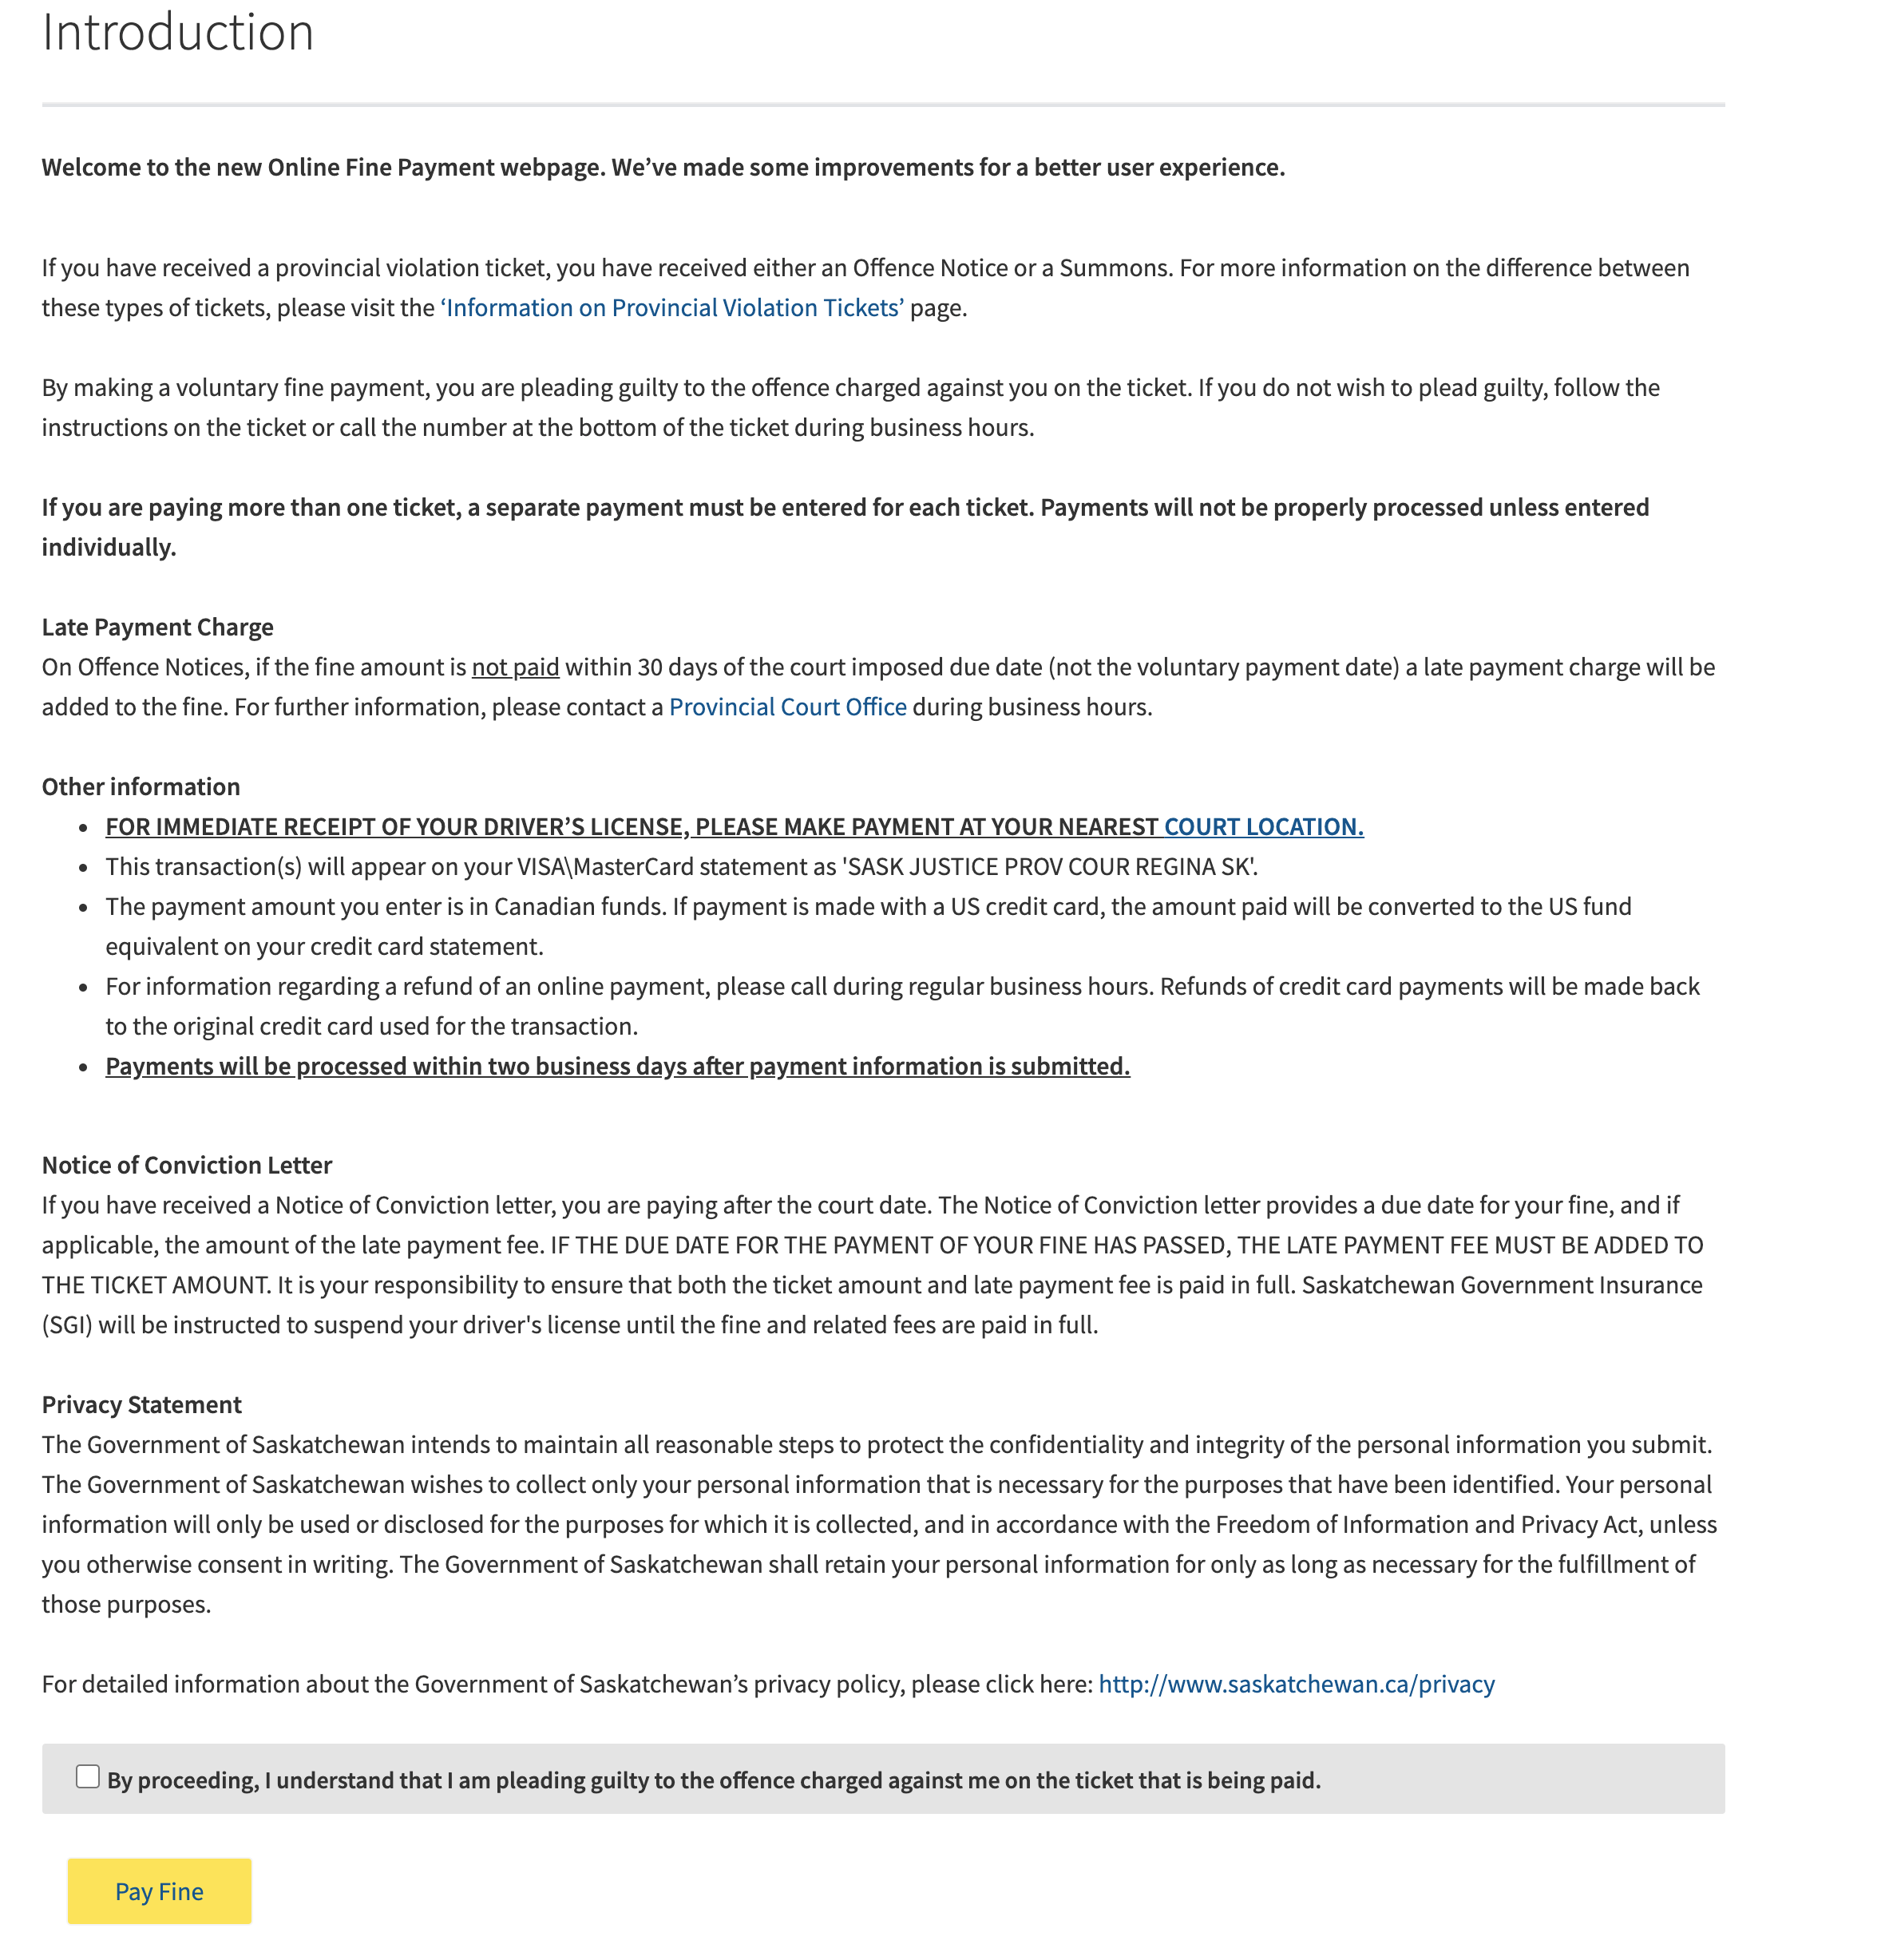 Introduction
Welcome to the new Online Fine Payment webpage. We’ve made some improvements for a better user experience.
If you have received a provincial violation ticket, you have received either an Offence Notice or a Summons. For more information on the difference between
these types of tickets, please visit the ‘Information on Provincial Violation Tickets’ page.
By making a voluntary fine payment, you are pleading guilty to the offence charged against you on the ticket. If you do not wish to plead guilty, follow the
instructions on the ticket or call the number at the bottom of the ticket during business hours.
If you are paying more than one ticket, a separate payment must be entered for each ticket. Payments will not be properly processed unless entered
individually.
Late Payment Charge
On Offence Notices, if the fine amount is not paid within 30 days of the court imposed due date (not the voluntary payment date) a late payment charge will be
added to the fine. For further information, please contact a Provincial Court Office during business hours.
Other information
• FOR IMMEDIATE RECEIPT OF YOUR DRIVER’S LICENSE, PLEASE MAKE PAYMENT AT YOUR NEAREST COURT LOCATION.
• This transaction(s) will appear on your VISA\MasterCard statement as 'SASK JUSTICE PROV COUR REGINA SK'.
• The payment amount you enter is in Canadian funds. If payment is made with a US credit card, the amount paid will be converted to the US fund
equivalent on your credit card statement.
• For information regarding a refund of an online payment, please call during regular business hours. Refunds of credit card payments will be made back
to the original credit card used for the transaction.
• Payments will be processed within two business days after payment information is submitted.
Notice of Conviction Letter
If you have received a Notice of Conviction letter, you are paying after the court date. The Notice of Conviction letter provides a due date for your fine, and if
applicable, the amount of the late payment fee. IF THE DUE DATE FOR THE PAYMENT OF YOUR FINE HAS PASSED, THE LATE PAYMENT FEE MUST BE ADDED TO
THE TICKET AMOUNT. It is your responsibility to ensure that both the ticket amount and late payment fee is paid in full. Saskatchewan Government Insurance
(SGI) will be instructed to suspend your driver's license until the fine and related fees are paid in full.
Privacy Statement
The Government of Saskatchewan intends to maintain all reasonable steps to protect the confidentiality and integrity of the personal information you submit.
The Government of Saskatchewan wishes to collect only your personal information that is necessary for the purposes that have been identified. Your personal
information will only be used or disclosed for the purposes for which it is collected, and in accordance with the Freedom of Information and Privacy Act, unless
you otherwise consent in writing. The Government of Saskatchewan shall retain your personal information for only as long as necessary for the fulfillment of
those purposes.
For detailed information about the Government of Saskatchewan’s privacy policy, please click here: http://www.saskatchewan.ca/privacy
By proceeding, I understand that I am pleading guilty to the offence charged against me on the ticket that is being paid.
Pay Fine